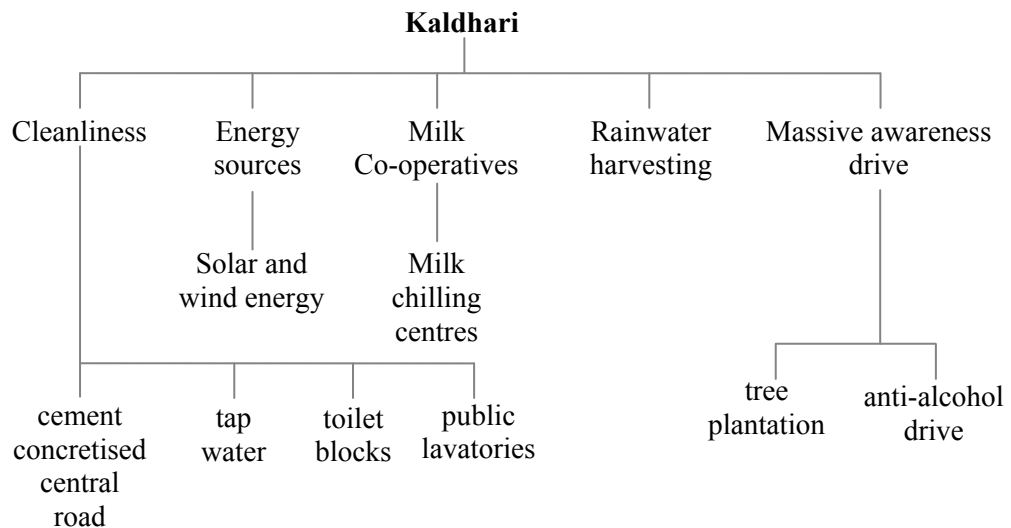 Kaldhari
Cleanliness
Energy
sources
Milk
Co-operatives
Rainwater
harvesting
Massive awareness
drive
Solar and
wind energy
Milk
chilling
centres
cement
concretised
central
road
tap
water
toilet
blocks
public
lavatories
tree
plantation
anti-alcohol
drive